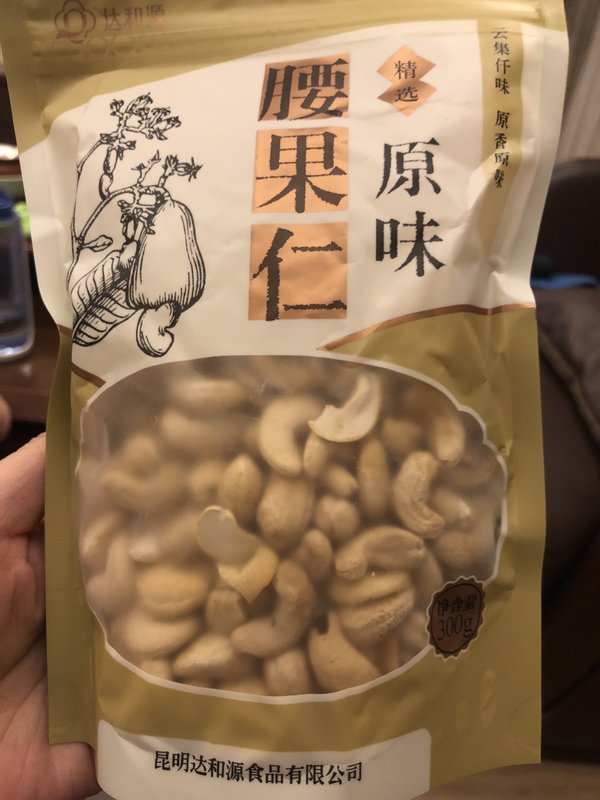 达和源
云集仟味 原香原味
精选
原味
腰果仁
净含量
300g
昆明达和源食品有限公司